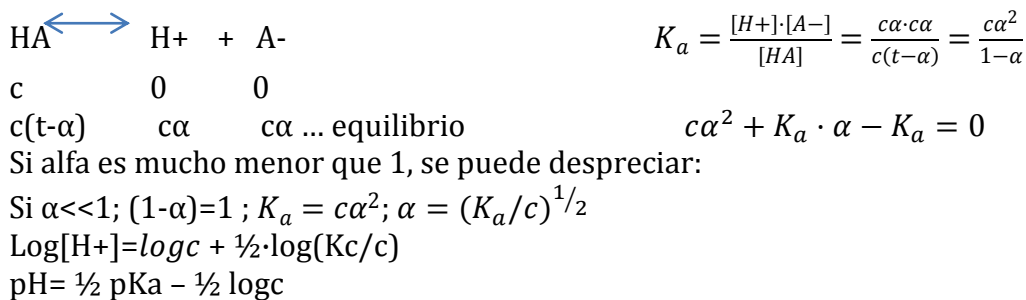 HA ⟷ H+ + A- 𝐾ₐ = [𝐻+]·[𝐴−]/[𝐻𝐴] = 𝑐𝛼·𝑐𝛼/𝑐(𝑡−𝛼) = 𝑐𝛼²/1−𝛼
c 0 0
c(t-α) cα cα ... equilibrio 𝑐𝛼² + 𝐾ₐ · 𝛼 − 𝐾ₐ = 0
Si alfa es mucho menor que 1, se puede despreciar:
Si α<<1; (1-α)=1 ; 𝐾ₐ = 𝑐𝛼²; 𝛼 = (𝐾ₐ/𝑐)^1/2
Log[H+]=𝑙𝑜𝑔𝑐 + ½·log(Kc/c)
pH= ½ pKa – ½ logc